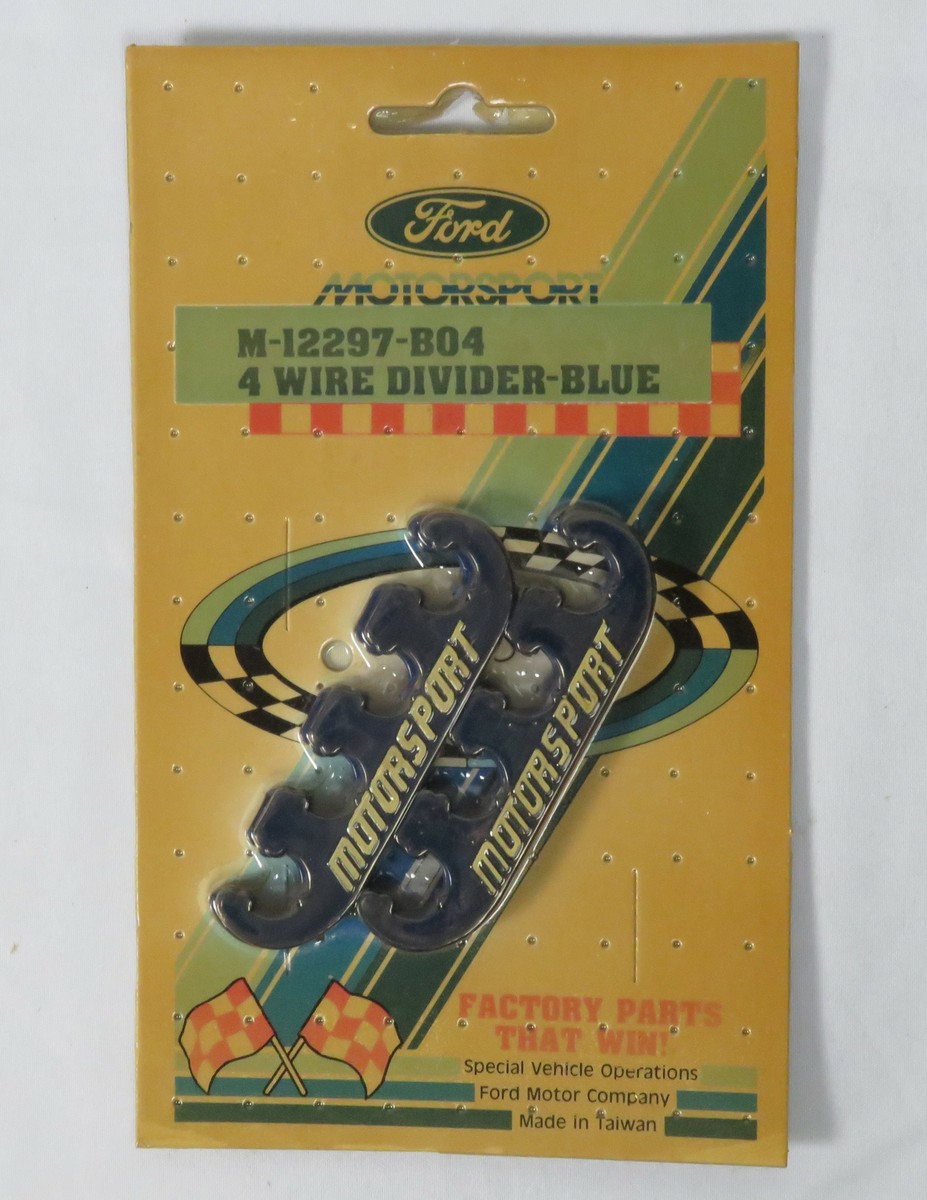 Ford
MOTORSPORT
M-12297-B04
4 WIRE DIVIDER-BLUE
MOTORSPORT
MOTORSPORT
FACTORY PARTS
THAT WIN!
Special Vehicle Operations
Ford Motor Company
Made in Taiwan